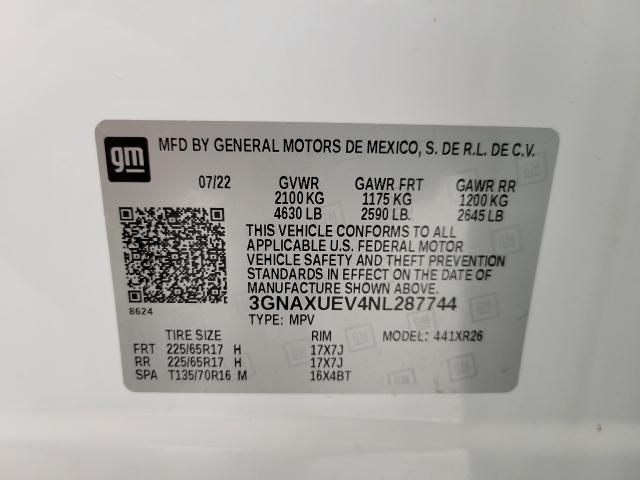 gm
MFD BY GENERAL MOTORS DE MEXICO, S. DE R.L. DE C.V.
07/22 GVWR GAWR FRT GAWR RR
2100 KG 1175 KG 1200 KG
4630 LB 2590 LB. 2645 LB
THIS VEHICLE CONFORMS TO ALL
APPLICABLE U.S. FEDERAL MOTOR
VEHICLE SAFETY AND THEFT PREVENTION
STANDARDS IN EFFECT ON THE DATE OF
MANUFACTURE SHOWN ABOVE.
8624 3GNAXUEV4NL287744
TYPE: MPV
TIRE SIZE RIM MODEL: 441XR26
FRT 225/65R17 H 17X7J
RR 225/65R17 H 17X7J
SPA T135/70R16 M 16X4BT